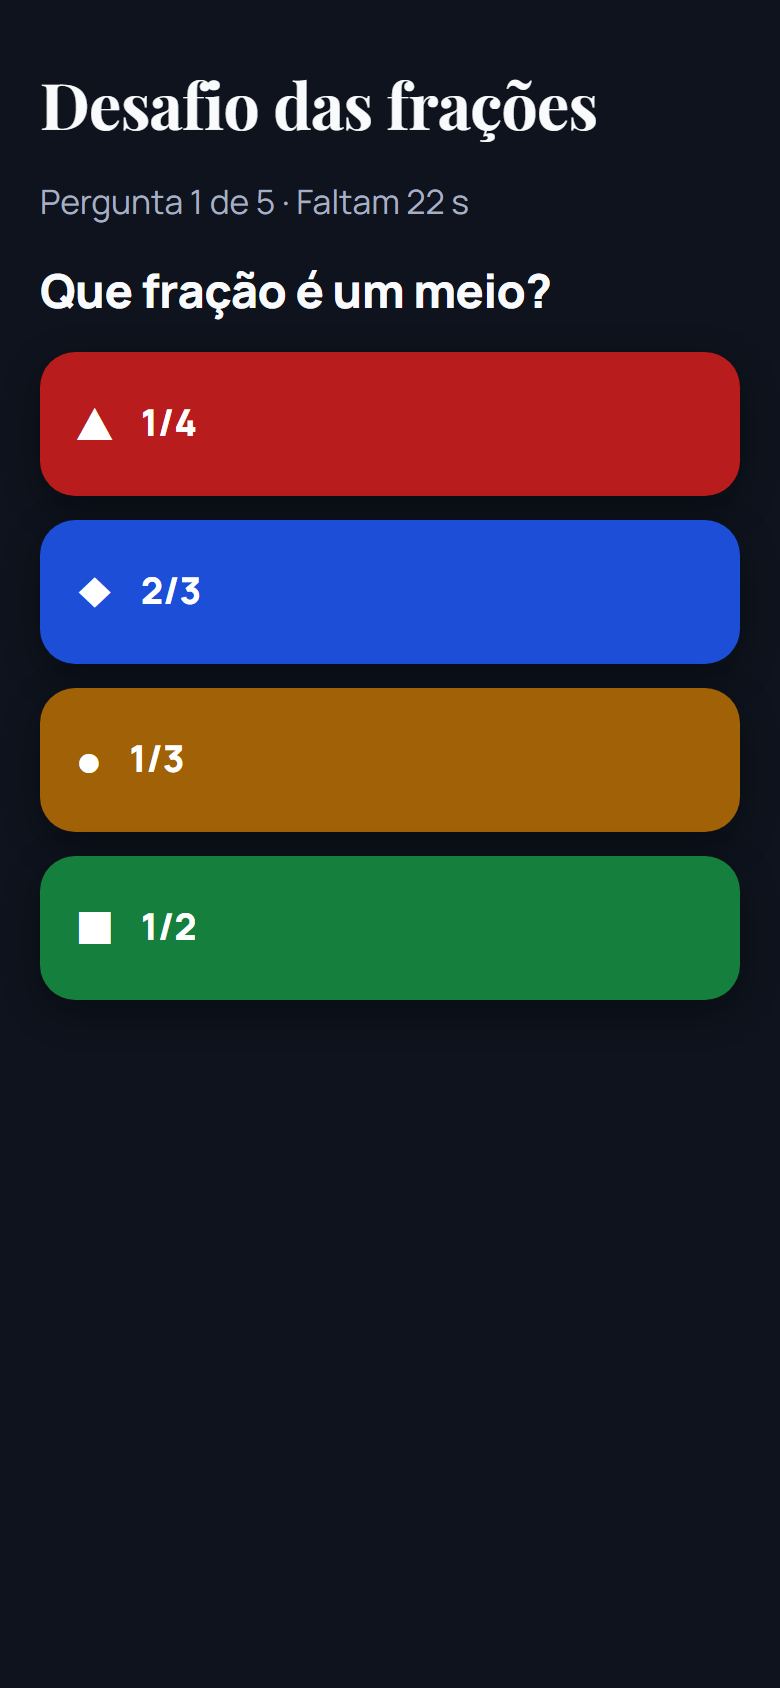 Desafio das frações
Pergunta 1 de 5 · Faltam 22 s
Que fração é um meio?
▲ 1/4
◆ 2/3
● 1/3
■ 1/2